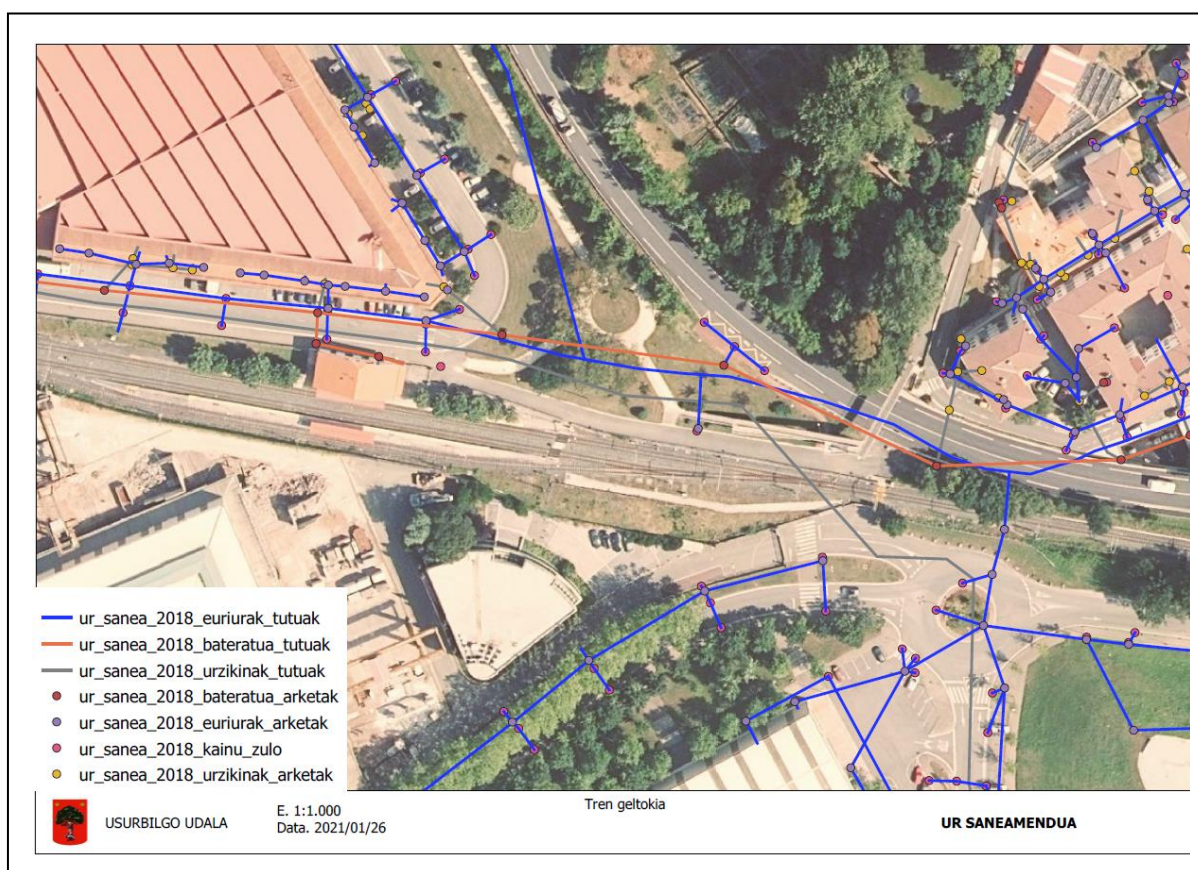 ur_sanea_2018_euriurak_tutuak
ur_sanea_2018_bateratua_tutuak
ur_sanea_2018_urzikinak_tutuak
ur_sanea_2018_bateratua_arketak
ur_sanea_2018_euriurak_arketak
ur_sanea_2018_kainu_zulo
ur_sanea_2018_urzikinak_arketak
USURBILGO UDALA
E. 1:1.000
Data. 2021/01/26
Tren geltokia
UR SANEAMENDUA